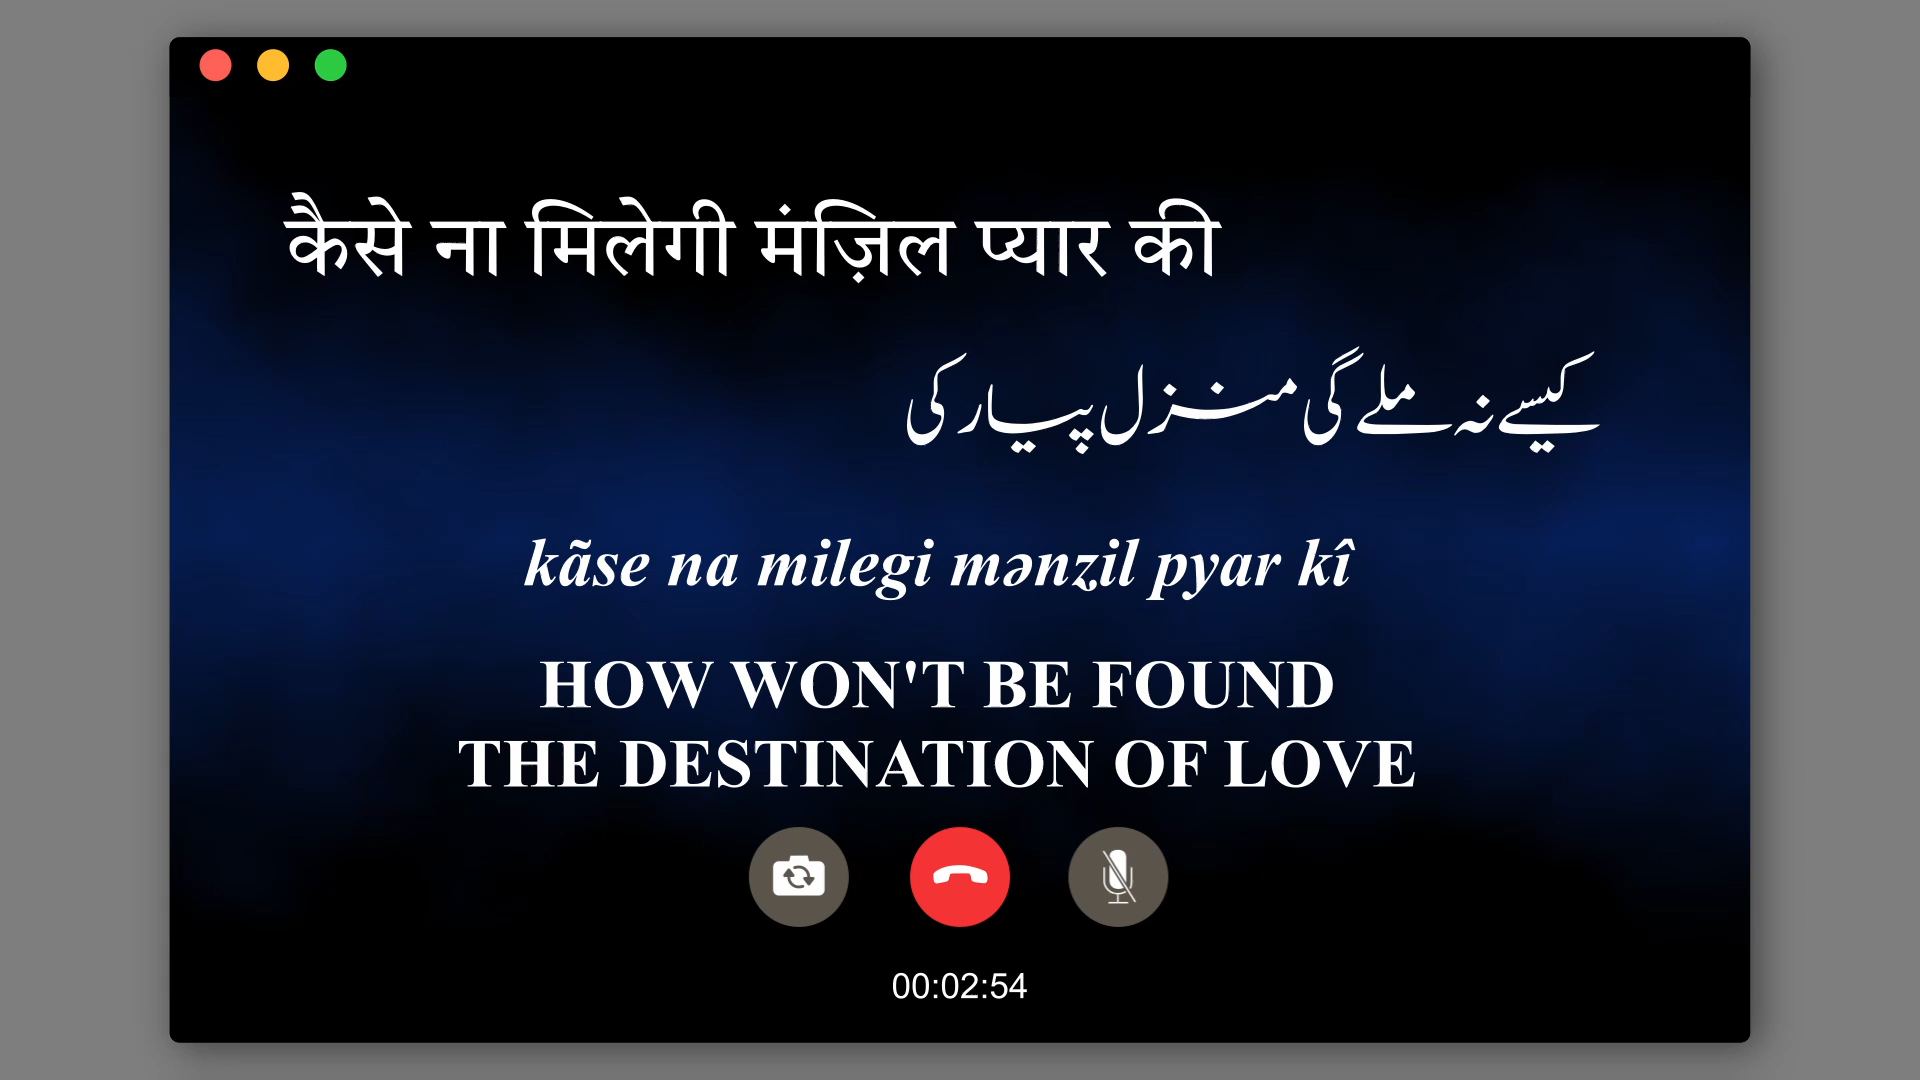 कैसे ना मिलेगी मंज़िल प्यार की
کیسے نہ ملے گی منزل پیار کی
kãse na milegi mənzil pyar kî
HOW WON'T BE FOUND
THE DESTINATION OF LOVE
00:02:54